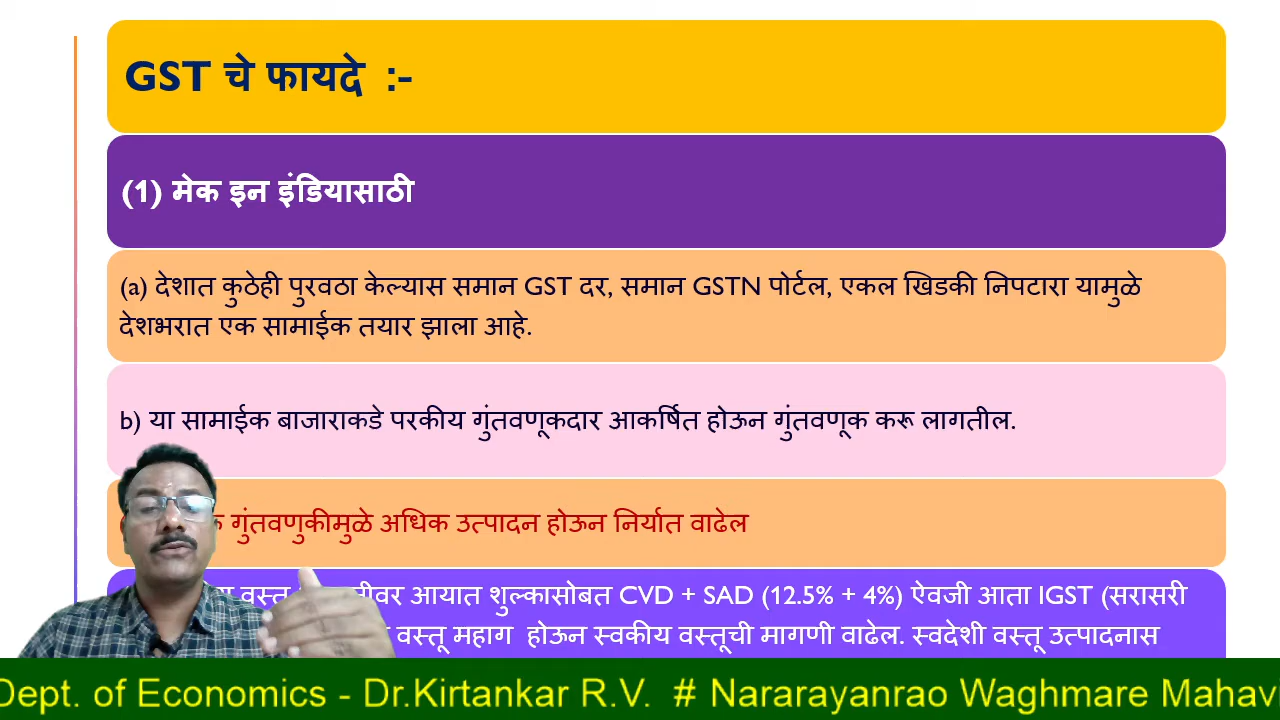 GST चे फायदे :-
(1) मेक इन इंडियासाठी
(a) देशात कुठेही पुरवठा केल्यास समान GST दर, समान GSTN पोर्टल, एकल खिडकी निपटारा यामुळे
देशभरात एक सामाईक तयार झाला आहे.
b) या सामाईक बाजाराकडे परकीय गुंतवणूकदार आकर्षित होऊन गुंतवणूक करू लागतील.
गुंतवणुकीमुळे अधिक उत्पादन होऊन निर्यात वाढेल
आयात शुल्कासोबत CVD + SAD (12.5% + 4%) ऐवजी आता IGST (सरासरी
वस्तू महाग होऊन स्वकीय वस्तूची मागणी वाढेल. स्वदेशी वस्तू उत्पादनास
Dept. of Economics - Dr.Kirtankar R.V. # Nararayanrao Waghmare Mahav